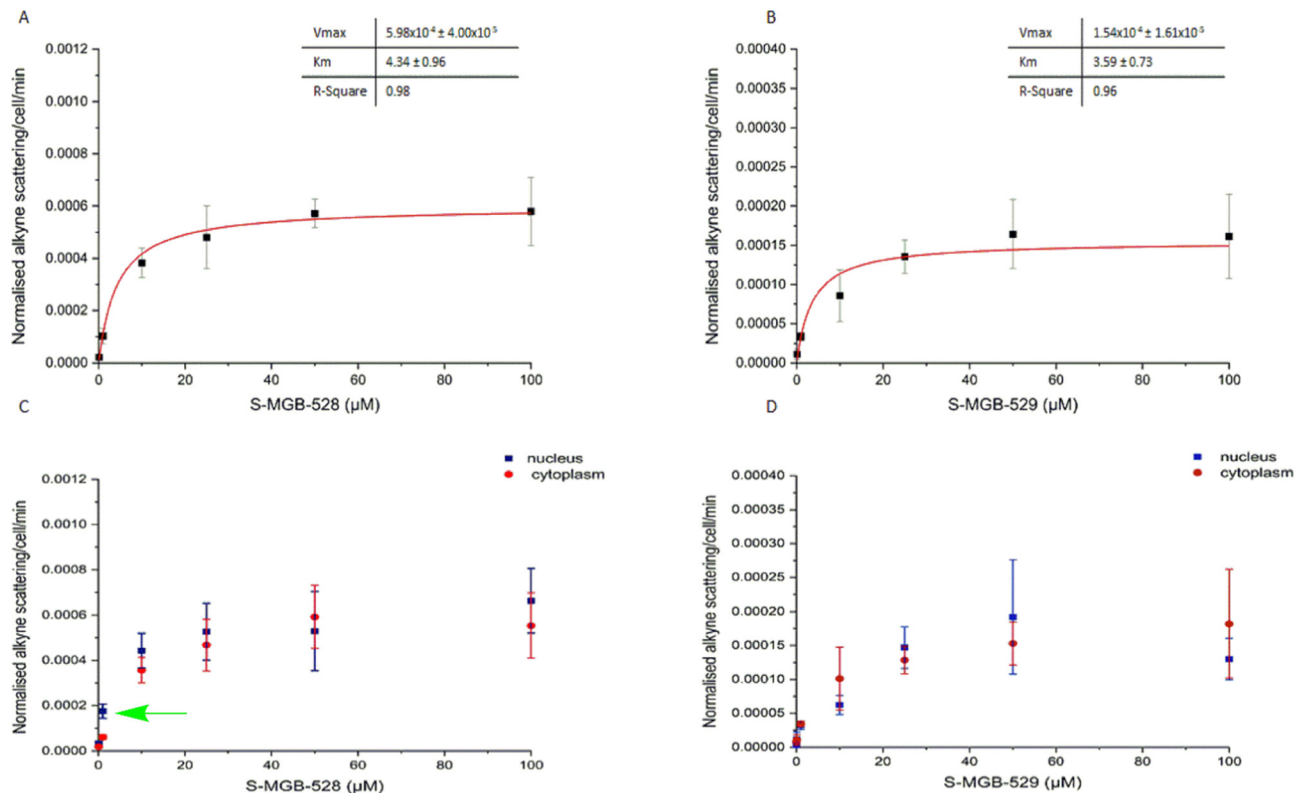 A
Vmax 5.98x10⁻⁴ ± 4.00x10⁻⁵
Km 4.34 ± 0.96
R-Square 0.98
0.0012
0.0010
0.0008
0.0006
0.0004
0.0002
0.0000
Normalised alkyne scattering/cell/min
0 20 40 60 80 100
S-MGB-528 (µM)
B
Vmax 1.54x10⁻⁴ ± 1.61x10⁻⁵
Km 3.59 ± 0.73
R-Square 0.96
0.00040
0.00035
0.00030
0.00025
0.00020
0.00015
0.00010
0.00005
0.00000
Normalised alkyne scattering/cell/min
0 20 40 60 80 100
S-MGB-529 (µM)
C
nucleus
cytoplasm
0.0012
0.0010
0.0008
0.0006
0.0004
0.0002
0.0000
Normalised alkyne scattering/cell/min
0 20 40 60 80 100
S-MGB-528 (µM)
D
nucleus
cytoplasm
0.00040
0.00035
0.00030
0.00025
0.00020
0.00015
0.00010
0.00005
0.00000
Normalised alkyne scattering/cell/min
0 20 40 60 80 100
S-MGB-529 (µM)